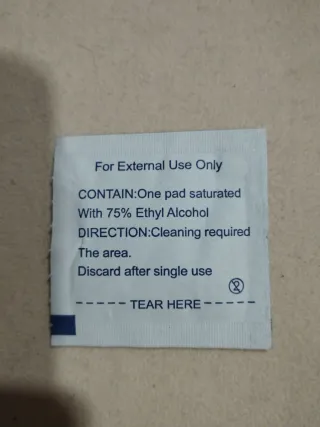 For External Use Only
CONTAIN:One pad saturated
With 75% Ethyl Alcohol
DIRECTION:Cleaning required
The area.
Discard after single use
----- TEAR HERE -----